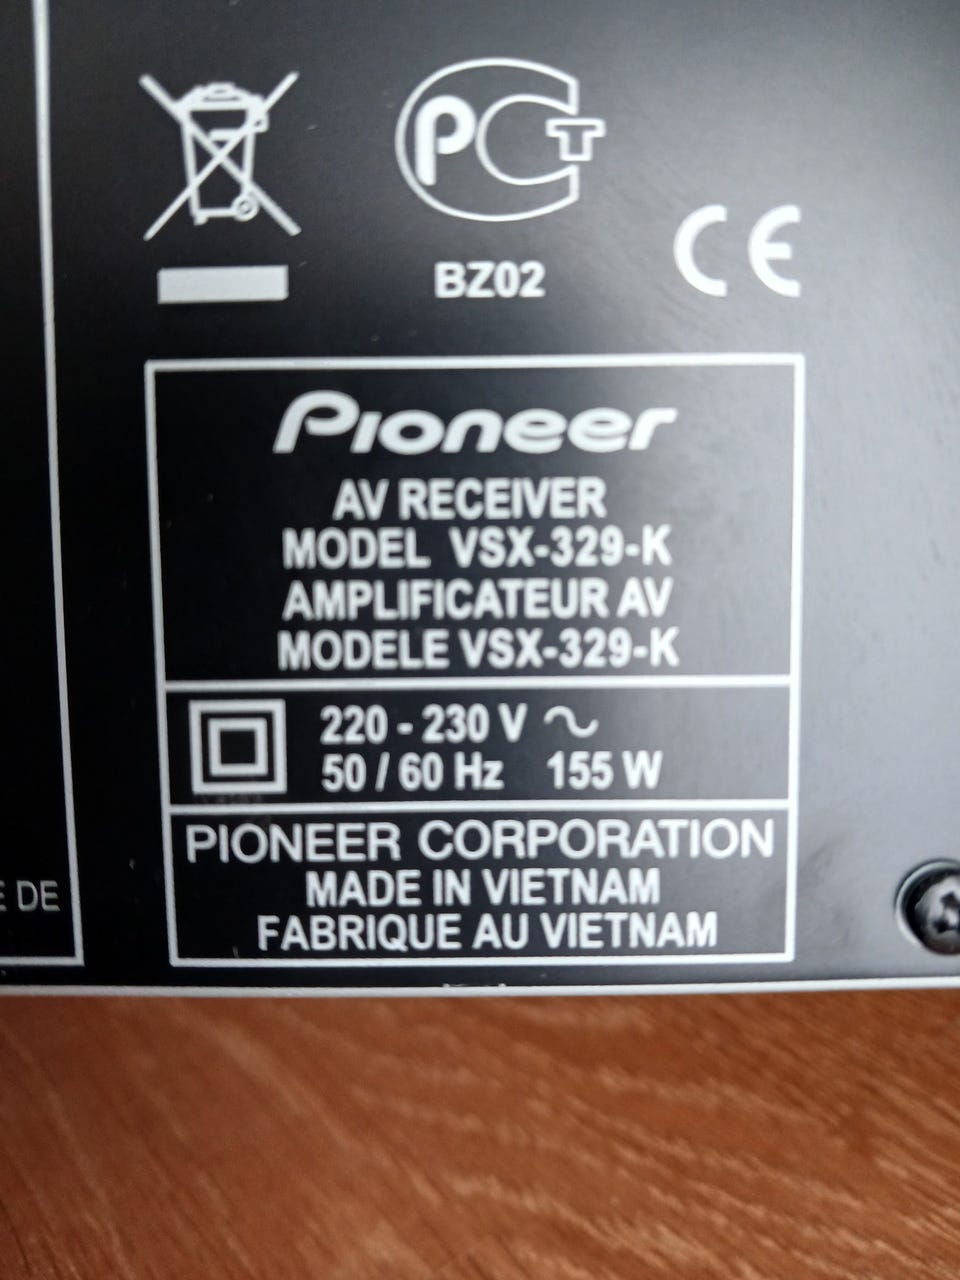 РСТ
BZ02
CE
Pioneer
AV RECEIVER
MODEL VSX-329-K
AMPLIFICATEUR AV
MODELE VSX-329-K
220 - 230 V ~
50 / 60 Hz 155 W
PIONEER CORPORATION
MADE IN VIETNAM
FABRIQUE AU VIETNAM
E DE